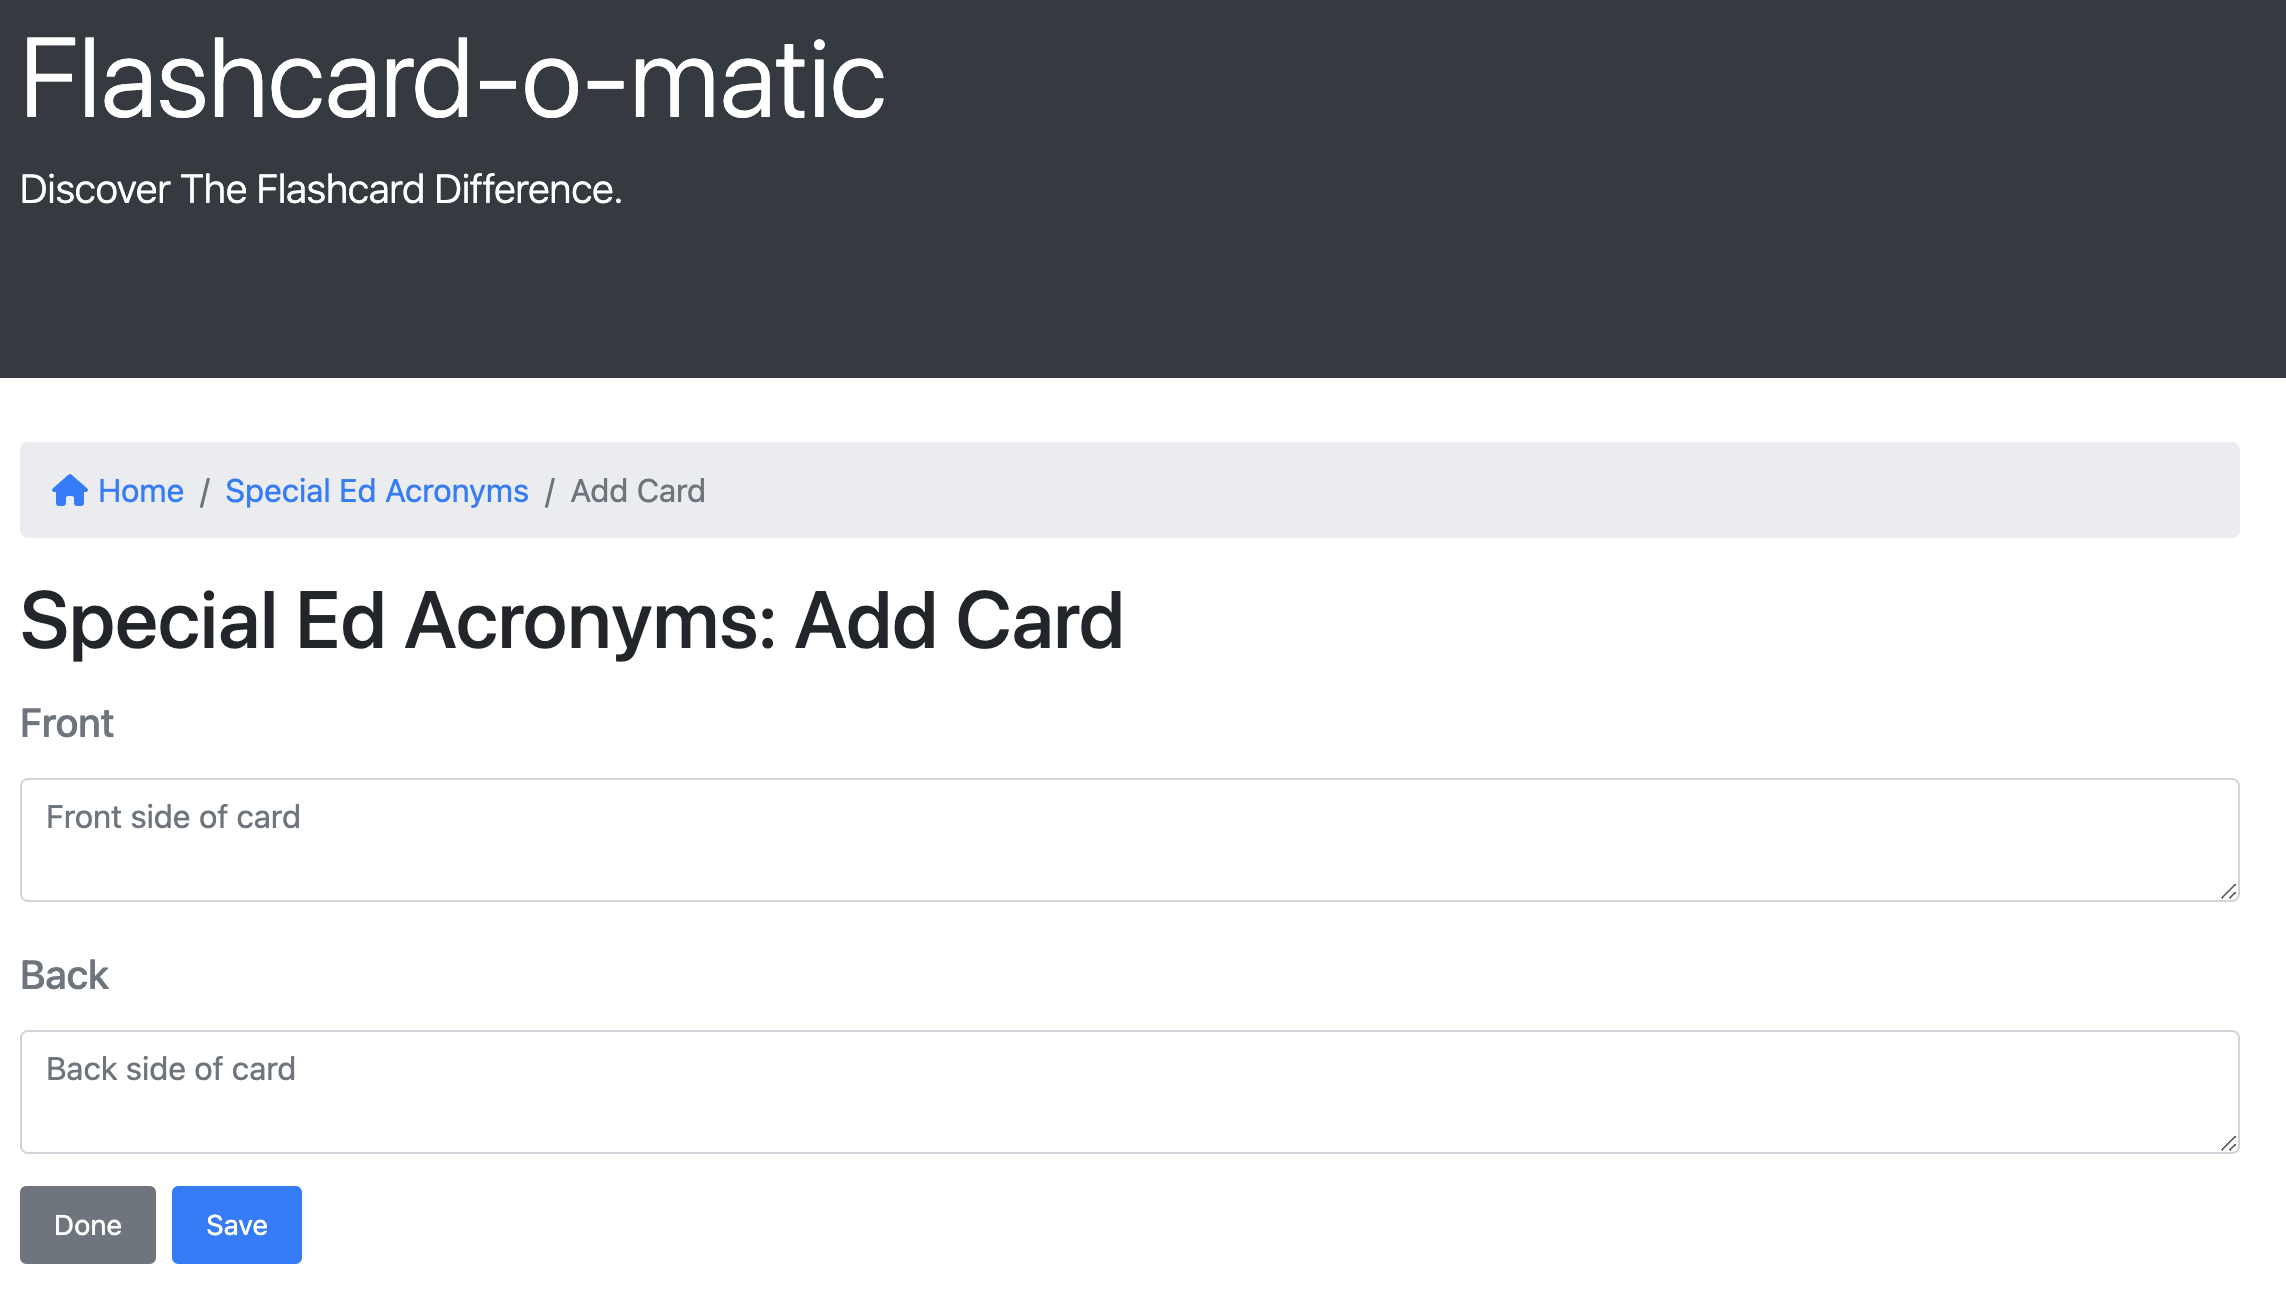 Flashcard-o-matic
Discover The Flashcard Difference.
Home / Special Ed Acronyms / Add Card
Special Ed Acronyms: Add Card
Front
Front side of card
Back
Back side of card
Done Save